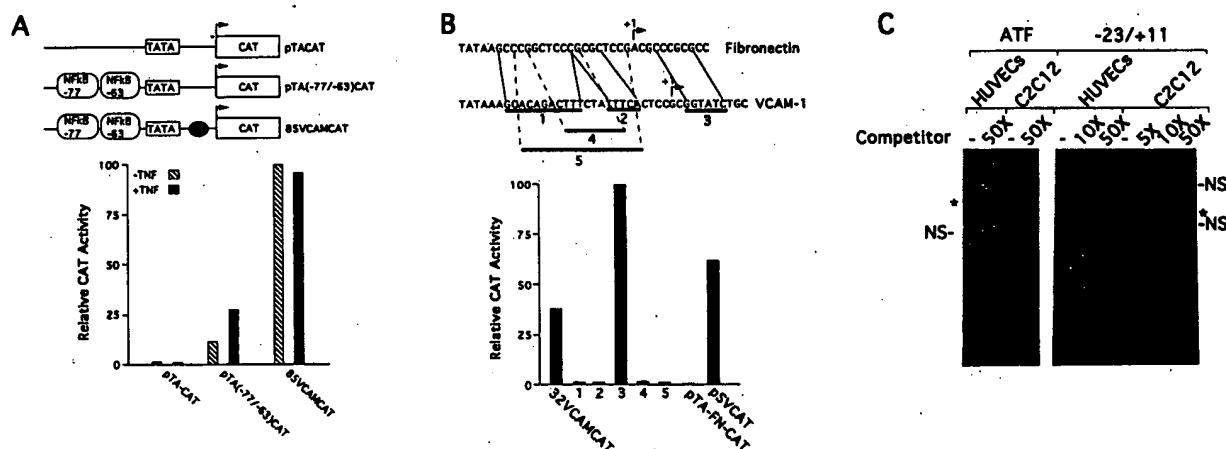 A
TATA CAT pTACAT
NFkB -77 NFkB -63 TATA CAT pTA(-77/-63)CAT
NFkB -77 NFkB -63 TATA CAT 85VCAMCAT
Relative CAT Activity
100
75
50
25
0
-TNF
+TNF
pTA-CAT
pTA(-77/-63)CAT
85VCAMCAT
B
+1
TATAAGCCCGGCTCCCGCGCTCCGACGCCCGCGCC Fibronectin
+1
TATAAAGOACAGACTTTCTATTTCACTCCGCGGTATCTGC VCAM-1
1 2 3
4
5
Relative CAT Activity
100
75
50
25
0
32VCAMCAT
1 2 3 4 5
pTA-FN-CAT
pSVCAT
C
ATF -23/+11
HUVECs C2C12 HUVECs C2C12
Competitor - 50X - 50X - 10X 50X - 5X 10X 50X
-NS
* *
NS- -NS